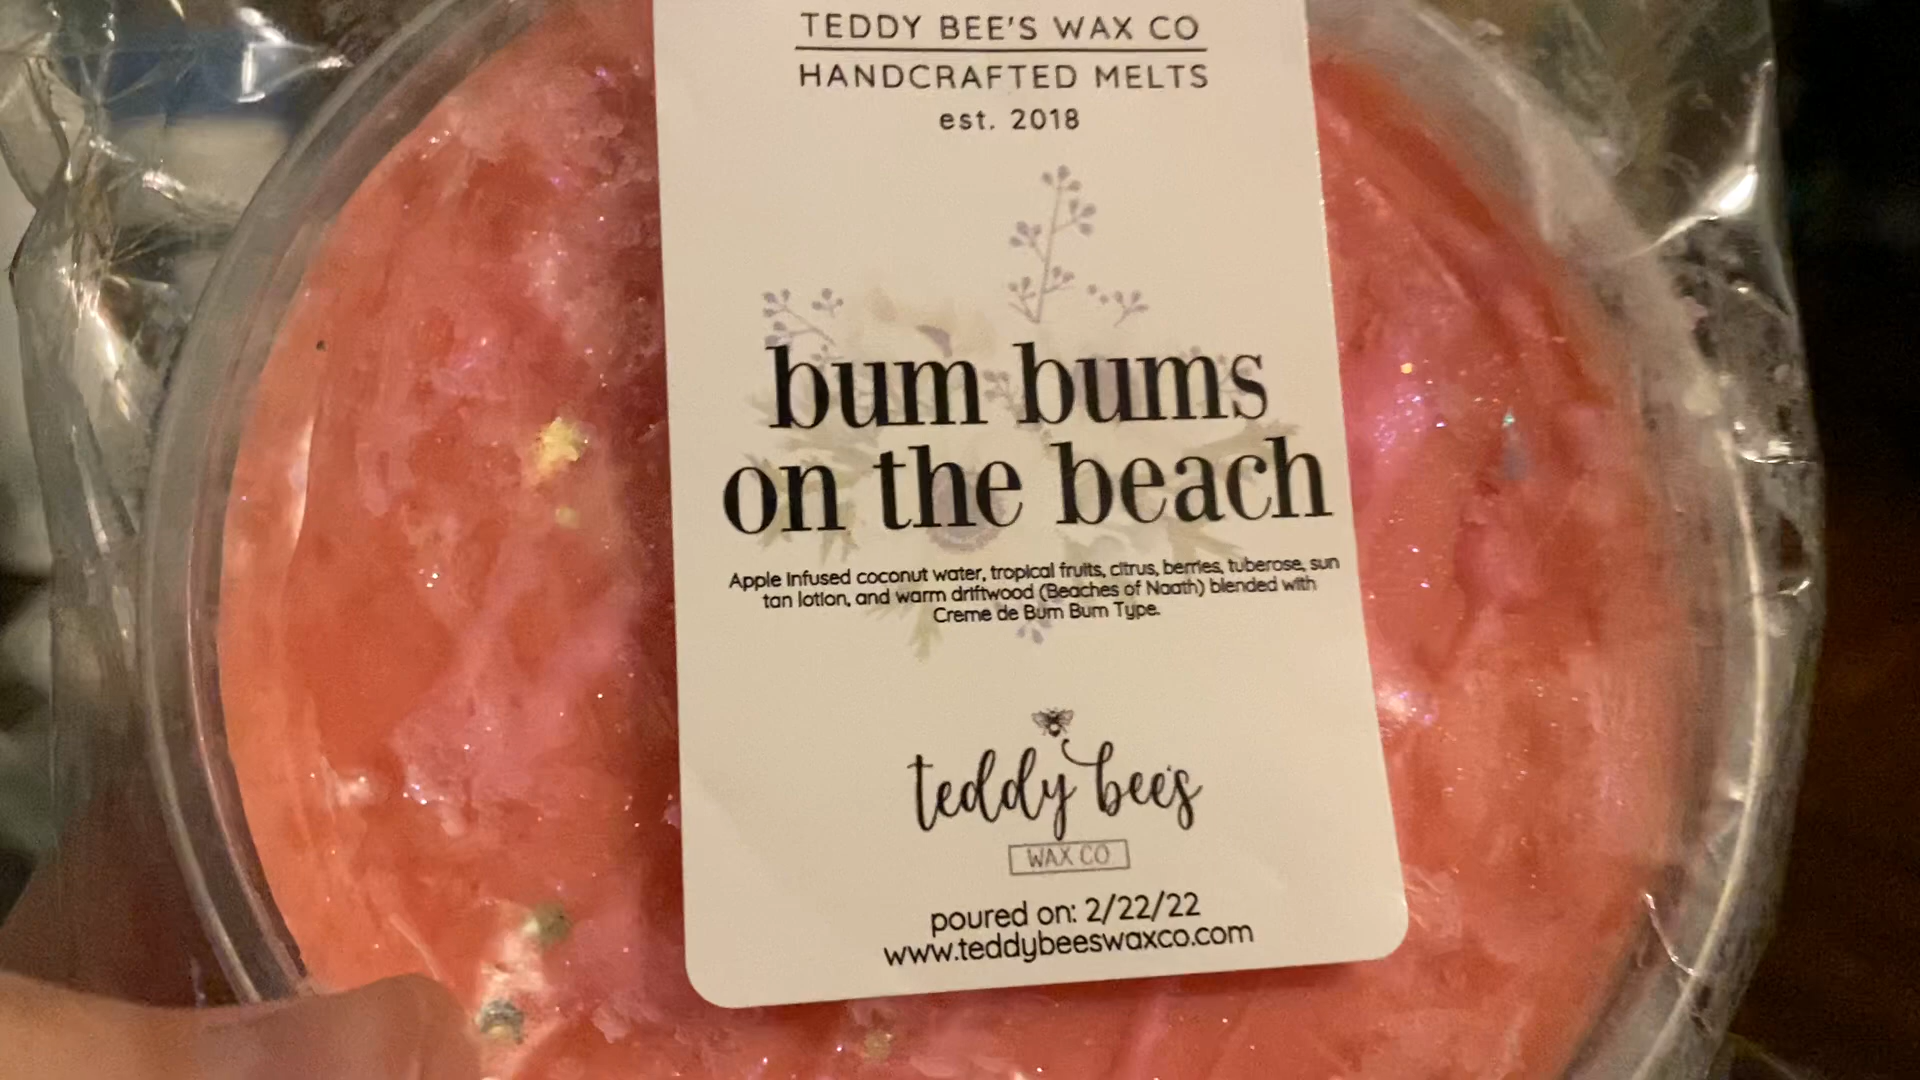 TEDDY BEE'S WAX CO
HANDCRAFTED MELTS
est. 2018
bum bums
on the beach
Apple Infused coconut water, tropical fruits, citrus, berries, tuberose, sun
tan lotion, and warm driftwood (Beaches of Naath) blended with
Creme de Bum Bum Type.
teddy bee's
WAX CO
poured on: 2/22/22
www.teddybeeswaxco.com